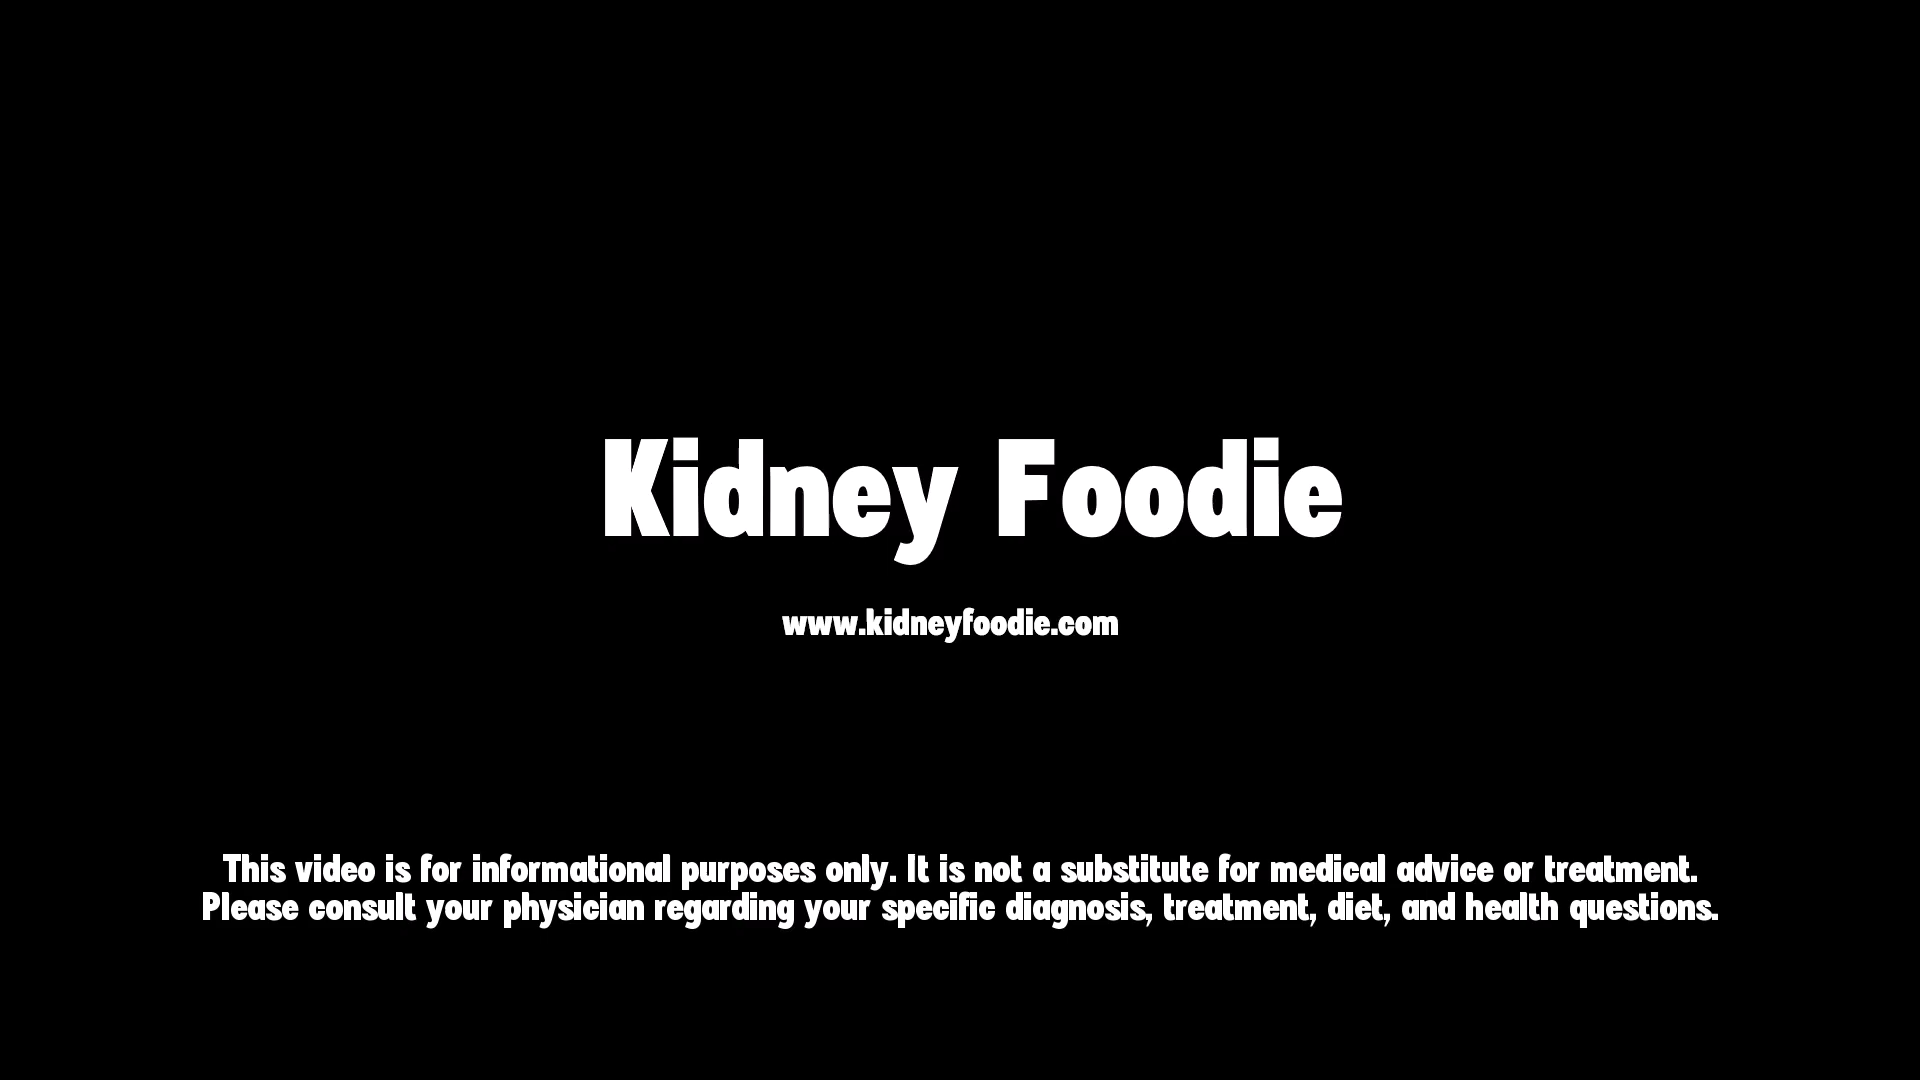 Kidney Foodie
www.kidneyfoodie.com
This video is for informational purposes only. It is not a substitute for medical advice or treatment.
Please consult your physician regarding your specific diagnosis, treatment, diet, and health questions.